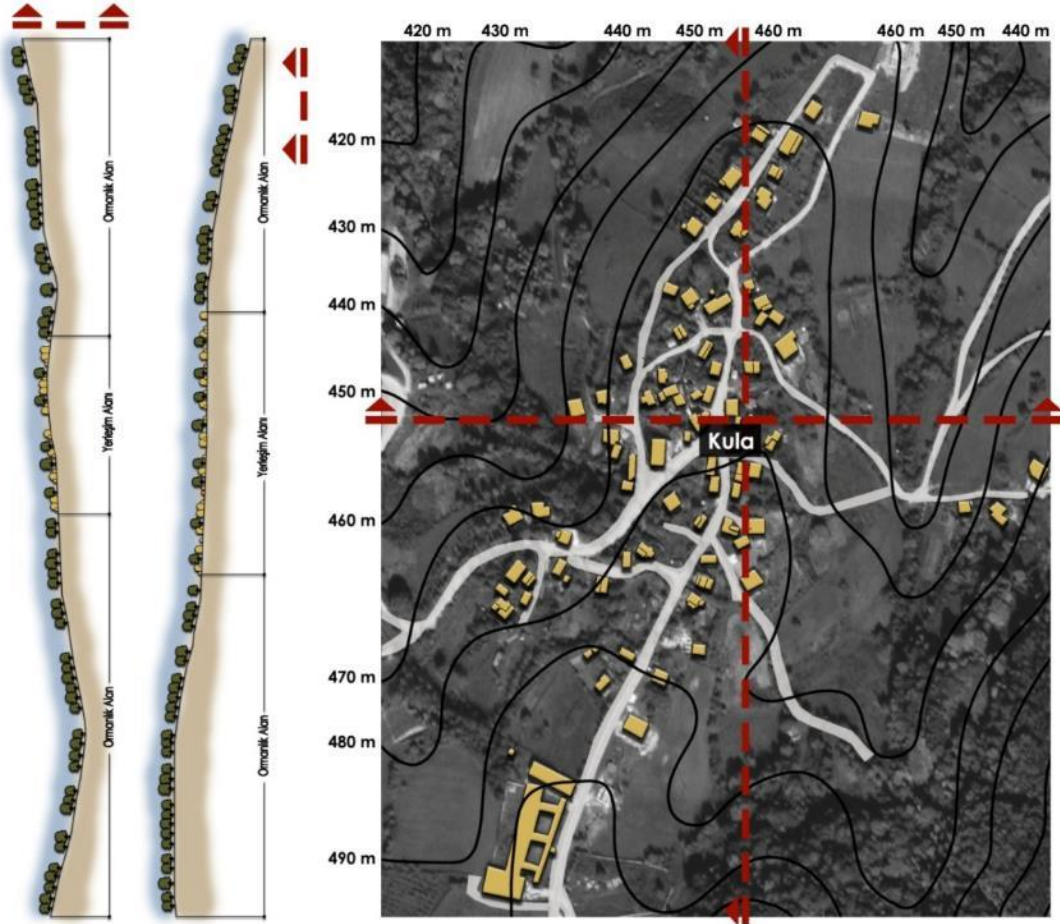 420 m 430 m 440 m 450 m 460 m 460 m 450 m 440 m
420 m
430 m
440 m
450 m
460 m
470 m
480 m
490 m
Kula
Ormanlık Alan
Yerleşim Alanı
Ormanlık Alan
Ormanlık Alan
Yerleşim Alanı
Ormanlık Alan